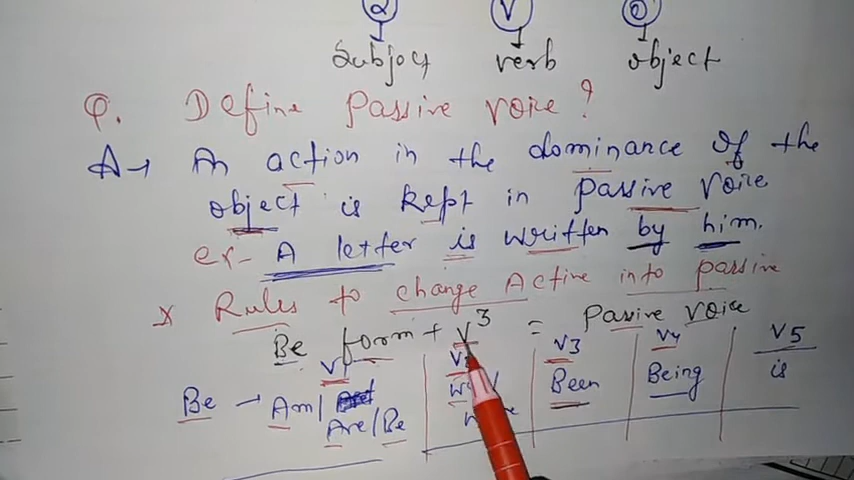 S V O
Subject verb object
Q. Define Passive Voice?
A→ An action in the dominance of the
object is kept in passive voice
ex- A letter is written by him.
* Rules to change Active into passive
Be form + V3 = Passive voice
V V3 V4 V5
Be → Am/ Been Being is
Are/Be